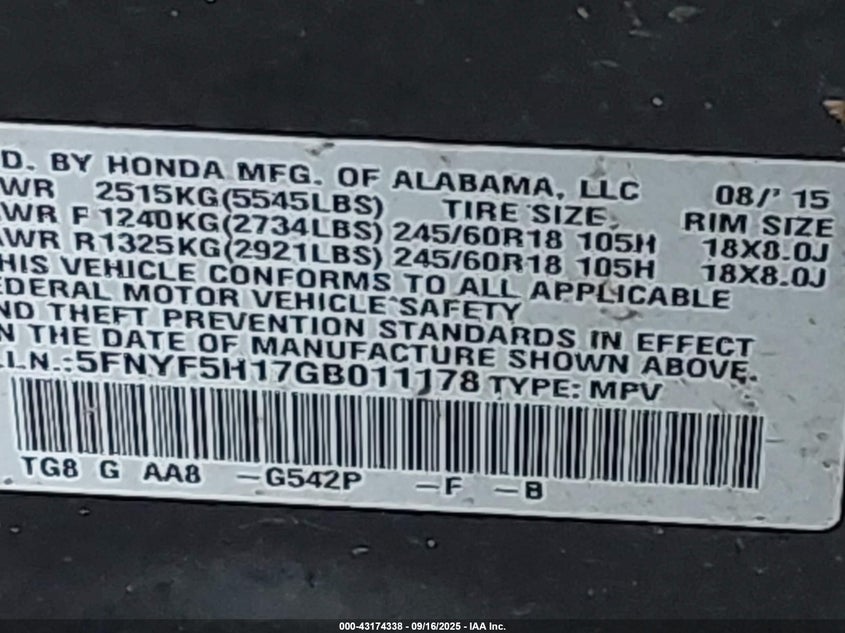 D. BY HONDA MFG. OF ALABAMA, LLC 08/ 15
WR 2515KG(5545LBS) TIRE SIZE RIM SIZE
AWR F 1240KG(2734LBS) 245/60R18 105H 18X8.0J
AWR R 1325KG(2921LBS) 245/60R18 105H 18X8.0J
HIS VEHICLE CONFORMS TO ALL APPLICABLE
EDERAL MOTOR VEHICLE SAFETY
ND THEFT PREVENTION STANDARDS IN EFFECT
N THE DATE OF MANUFACTURE SHOWN ABOVE.
I.N.:5FNYF5H17GB011178 TYPE: MPV
TG8 G AA8 -G542P -F -B
000-43174338 - 09/16/2025 - IAA Inc.